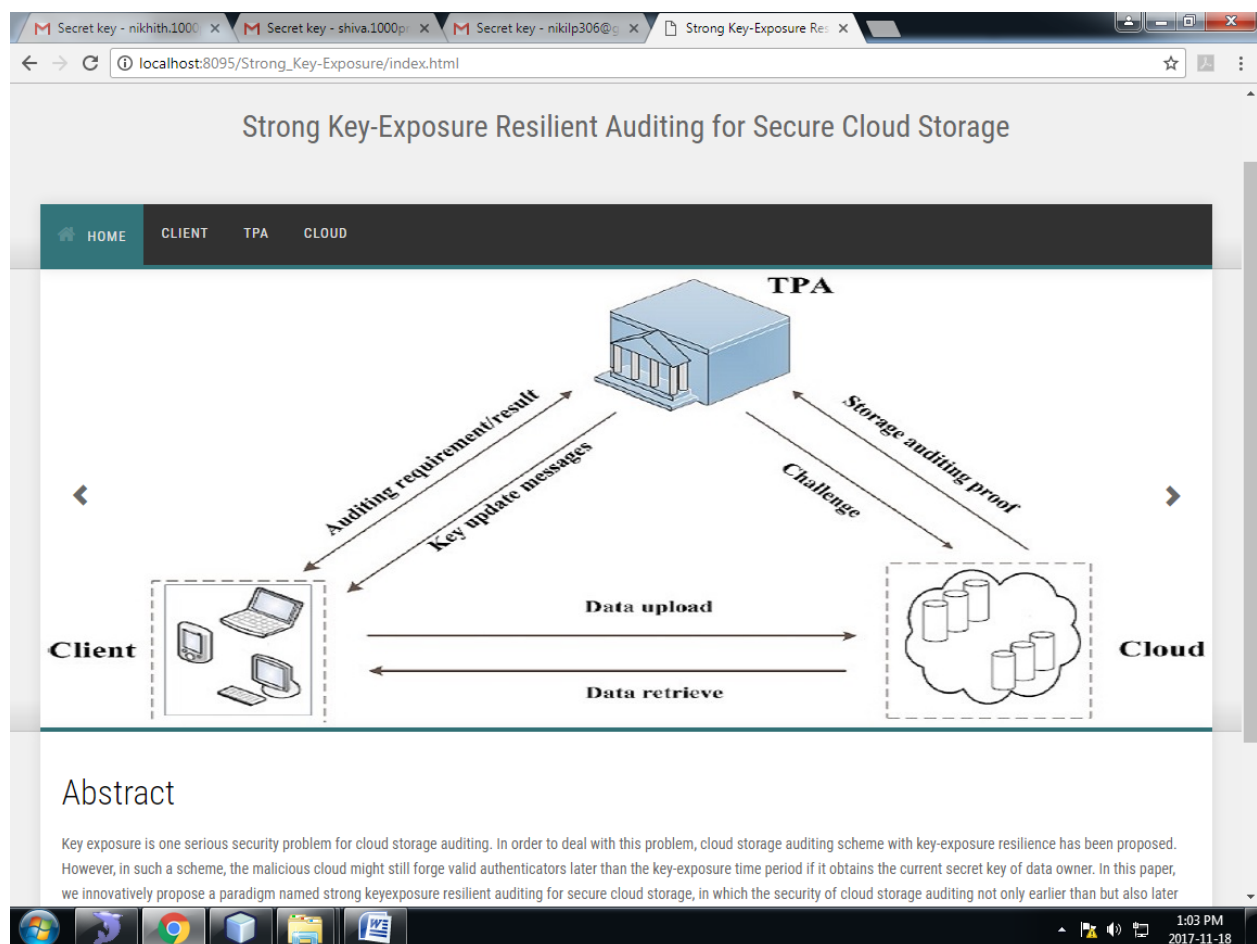 Secret key - nikhith.1000
Secret key - shiva.1000pr
Secret key - nikilp306@g
Strong Key-Exposure Res
localhost:8095/Strong_Key-Exposure/index.html
Strong Key-Exposure Resilient Auditing for Secure Cloud Storage
HOME CLIENT TPA CLOUD
TPA
Auditing requirement/result
Key update messages
Storage auditing proof
Challenge
Data upload
Client
Cloud
Data retrieve
Abstract
Key exposure is one serious security problem for cloud storage auditing. In order to deal with this problem, cloud storage auditing scheme with key-exposure resilience has been proposed.
However, in such a scheme, the malicious cloud might still forge valid authenticators later than the key-exposure time period if it obtains the current secret key of data owner. In this paper,
we innovatively propose a paradigm named strong keyexposure resilient auditing for secure cloud storage, in which the security of cloud storage auditing not only earlier than but also later
1:03 PM
2017-11-18